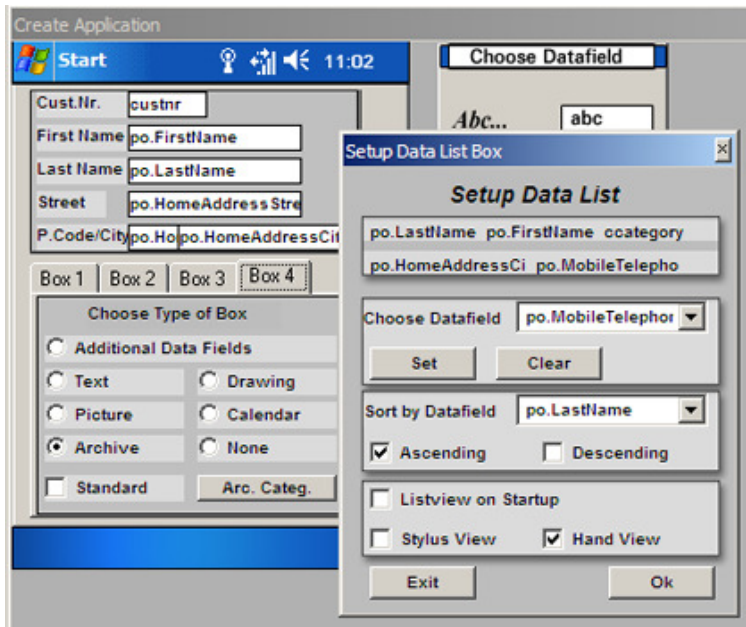 Create Application
Start 11:02
Choose Datafield
Abc... abc
Cust.Nr. custnr
First Name po.FirstName
Last Name po.LastName
Street po.HomeAddressStre
P.Code/City po.Ho po.HomeAddressCit
Box 1 Box 2 Box 3 Box 4
Choose Type of Box
Additional Data Fields
Text Drawing
Picture Calendar
Archive None
Standard Arc. Categ.
Setup Data List Box
Setup Data List
po.LastName po.FirstName ccategory
po.HomeAddressCi po.MobileTelepho
Choose Datafield po.MobileTelephor
Set Clear
Sort by Datafield po.LastName
Ascending Descending
Listview on Startup
Stylus View Hand View
Exit Ok